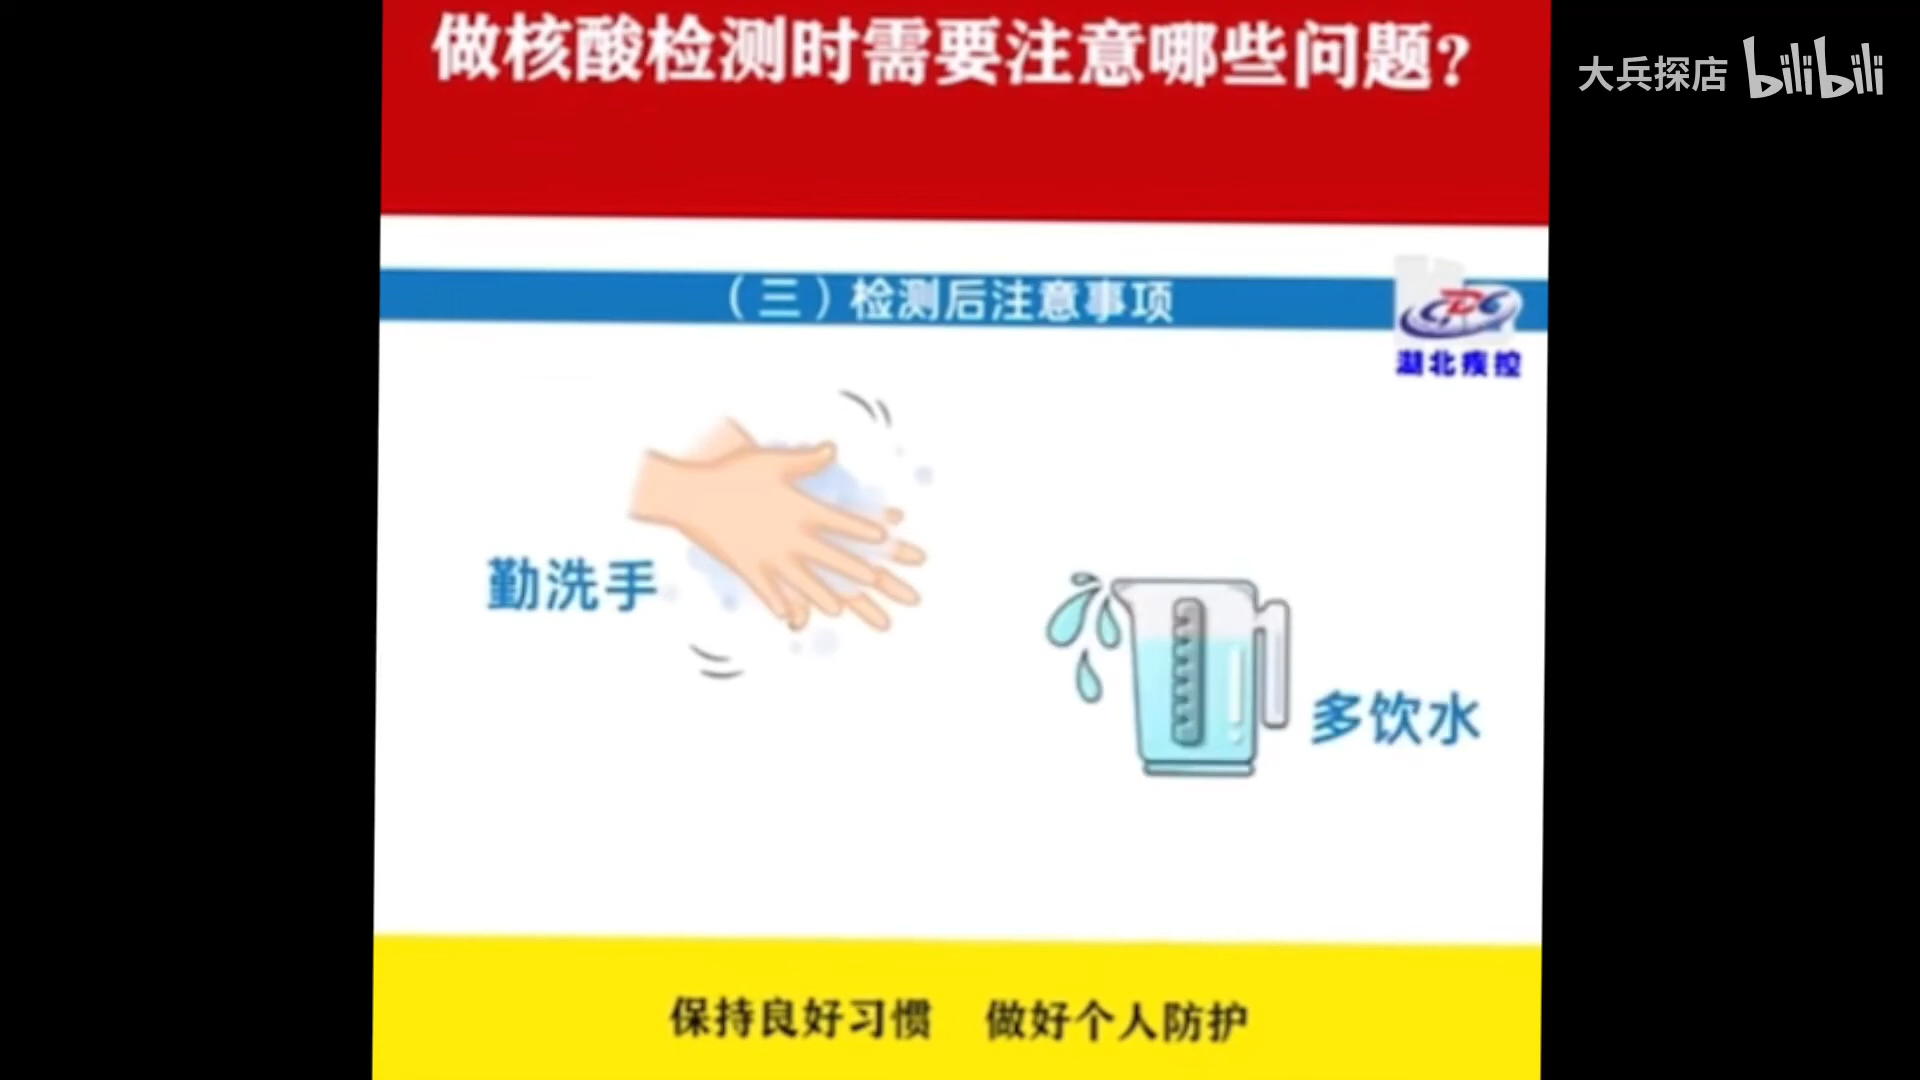 做核酸检测时需要注意哪些问题?
大兵探店 bilibili
（三）检测后注意事项
CDC
湖北疾控
勤洗手
多饮水
保持良好习惯 做好个人防护